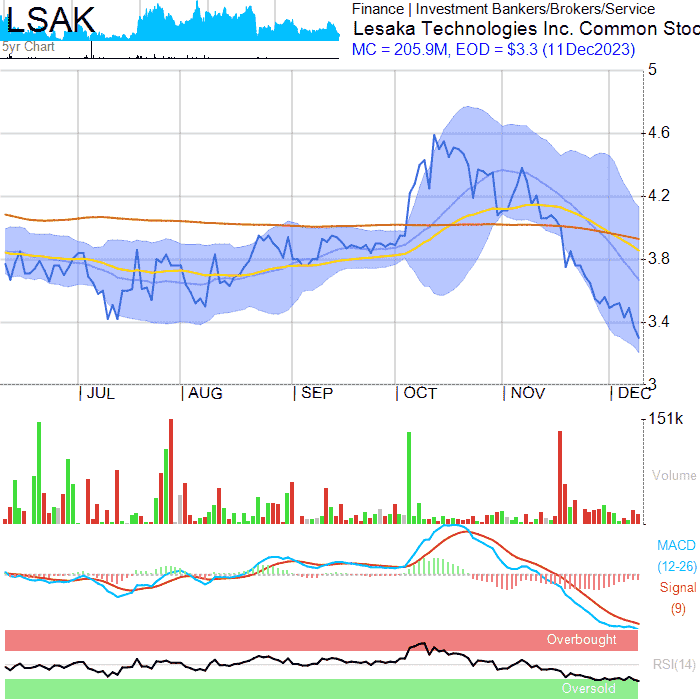 LSAK
5yr Chart
Finance | Investment Bankers/Brokers/Service
Lesaka Technologies Inc. Common Stoc
MC = 205.9M, EOD = $3.3 (11Dec2023)
5
4.6
4.2
3.8
3.4
3
JUL AUG SEP OCT NOV DEC
151k
Volume
MACD
(12-26)
Signal
(9)
Overbought
RSI(14)
Oversold